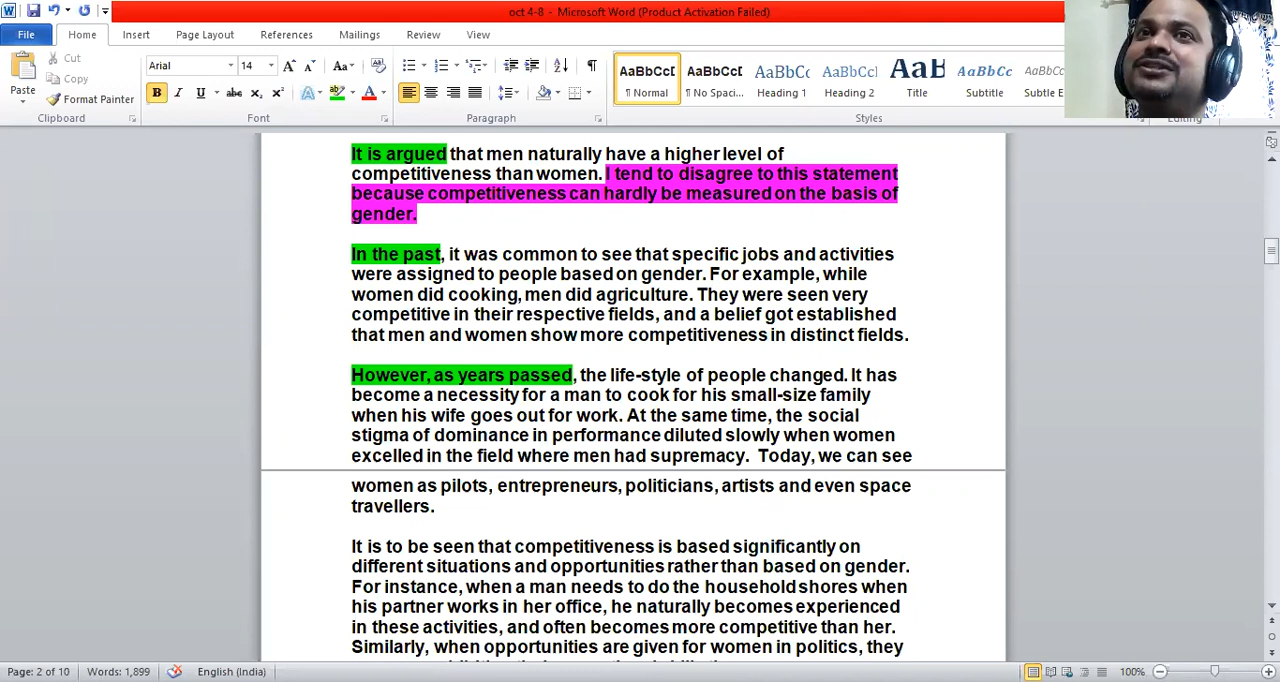 oct 4-8 - Microsoft Word (Product Activation Failed)
File Home Insert Page Layout References Mailings Review View
Paste
Cut
Copy
Format Painter
Clipboard
Arial 14
Font
Paragraph
AaBbCcD AaBbCcD AaBbCc AaBbCc AaB AaBbCc AaBbCc
¶ Normal ¶ No Spaci... Heading 1 Heading 2 Title Subtitle Subtle E
Styles
Editing
It is argued that men naturally have a higher level of
competitiveness than women. I tend to disagree to this statement
because competitiveness can hardly be measured on the basis of
gender.
In the past, it was common to see that specific jobs and activities
were assigned to people based on gender. For example, while
women did cooking, men did agriculture. They were seen very
competitive in their respective fields, and a belief got established
that men and women show more competitiveness in distinct fields.
However, as years passed, the life-style of people changed. It has
become a necessity for a man to cook for his small-size family
when his wife goes out for work. At the same time, the social
stigma of dominance in performance diluted slowly when women
excelled in the field where men had supremacy. Today, we can see
women as pilots, entrepreneurs, politicians, artists and even space
travellers.
It is to be seen that competitiveness is based significantly on
different situations and opportunities rather than based on gender.
For instance, when a man needs to do the household shores when
his partner works in her office, he naturally becomes experienced
in these activities, and often becomes more competitive than her.
Similarly, when opportunities are given for women in politics, they
Page: 2 of 10 Words: 1,899 English (India) 100%